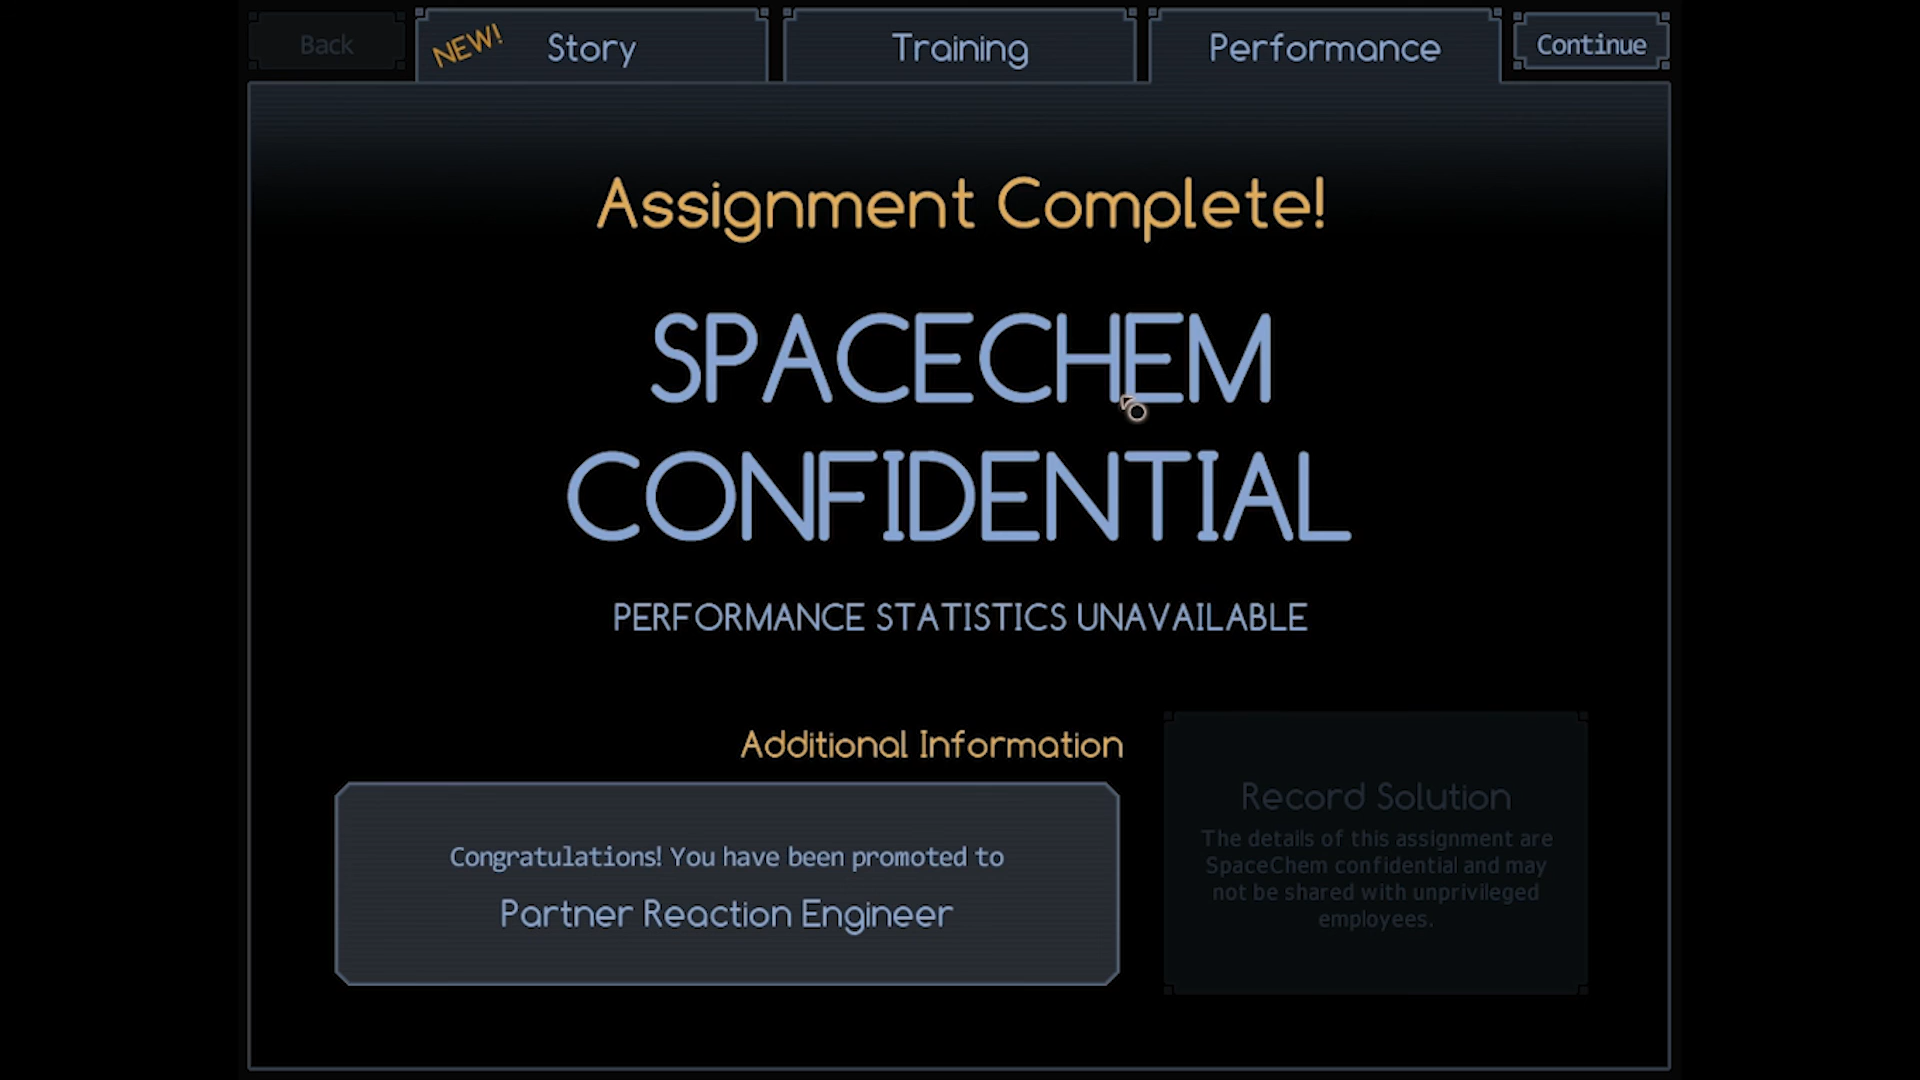 Back
NEW!
Story
Training
Performance
Continue
Assignment Complete!
SPACECHEM
CONFIDENTIAL
PERFORMANCE STATISTICS UNAVAILABLE
Additional Information
Congratulations! You have been promoted to
Partner Reaction Engineer
Record Solution
The details of this assignment are
SpaceChem confidential and may
not be shared with unprivileged
employees.